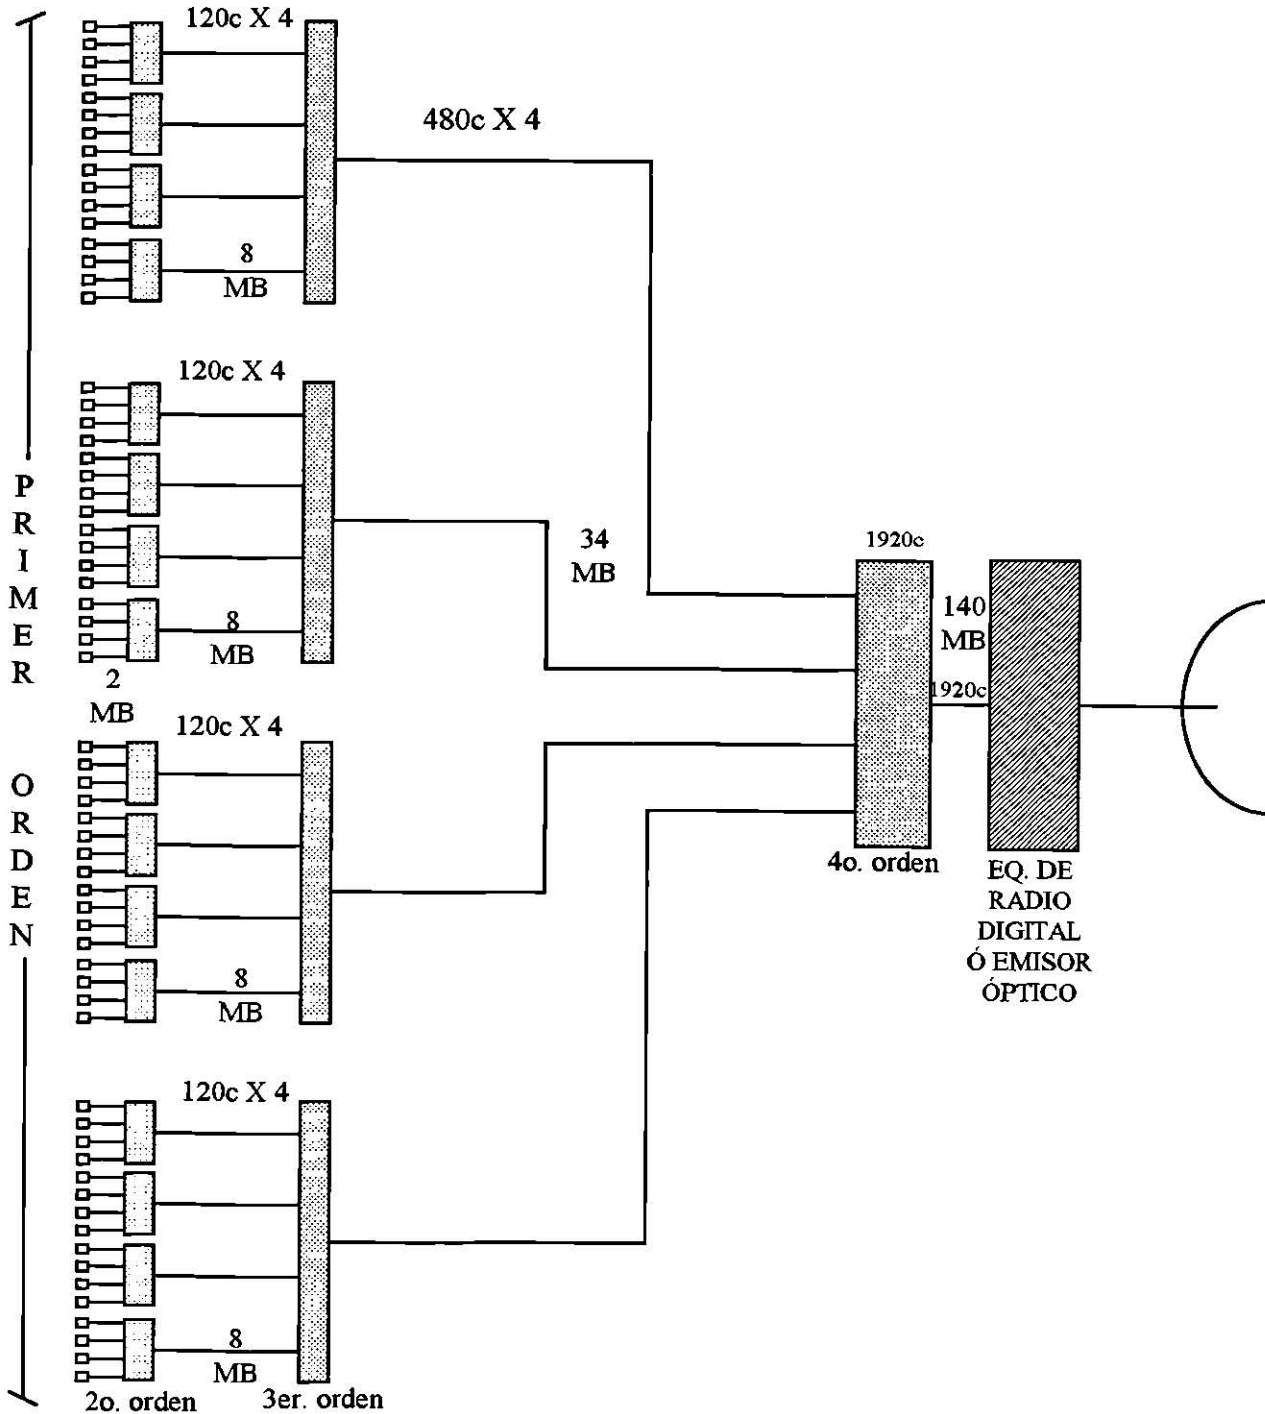 120c X 4
480c X 4
8
MB
120c X 4
PRIMER
34
MB
8
MB
2
MB
1920c
140
MB
1920c
120c X 4
ORDEN
4o. orden
EQ. DE
RADIO
DIGITAL
Ó EMISOR
ÓPTICO
8
MB
120c X 4
8
MB
2o. orden
3er. orden